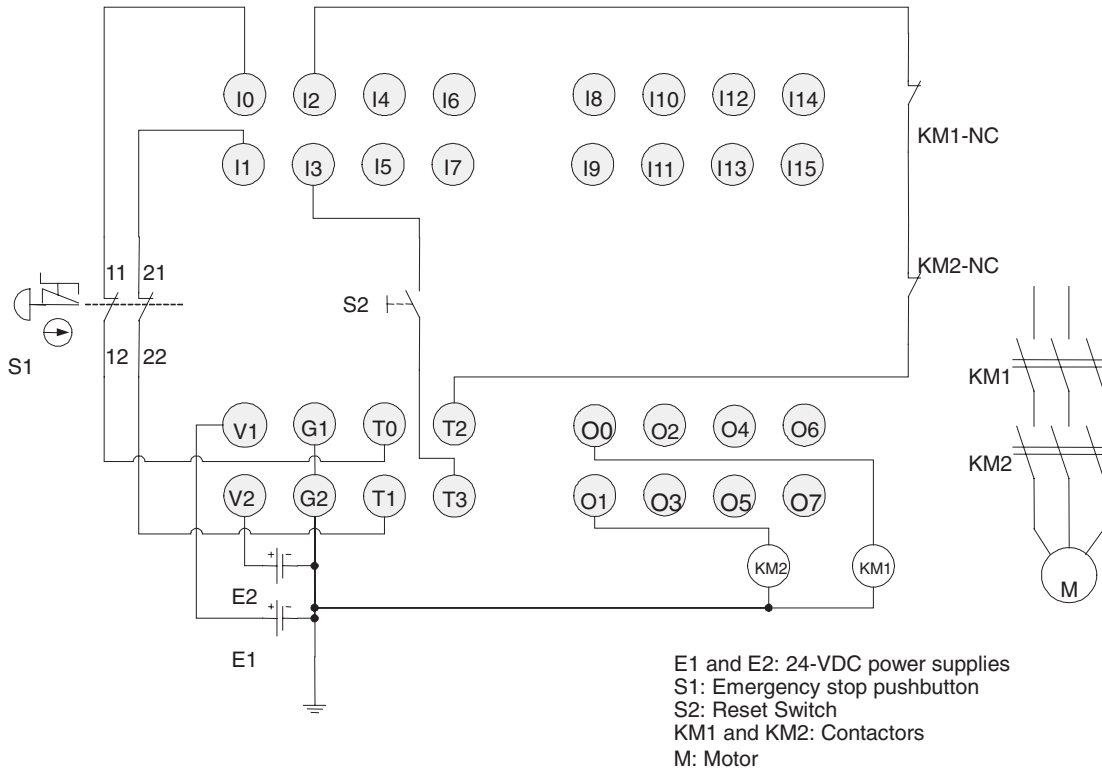 I0 I2 I4 I6 I8 I10 I12 I14
KM1-NC
I1 I3 I5 I7 I9 I11 I13 I15
KM2-NC
11 21
S2
S1
12 22
KM1
V1 G1 T0 T2 O0 O2 O4 O6
KM2
V2 G2 T1 T3 O1 O3 O5 O7
+ −
KM2 KM1
M
E2
+ −
E1
E1 and E2: 24-VDC power supplies
S1: Emergency stop pushbutton
S2: Reset Switch
KM1 and KM2: Contactors
M: Motor